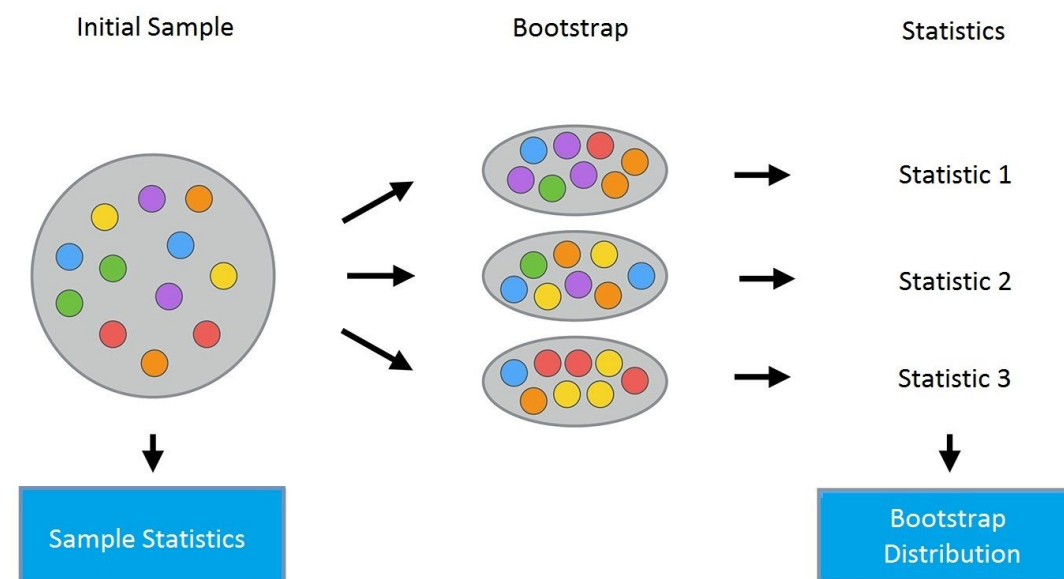 Initial Sample
Bootstrap
Statistics
Statistic 1
Statistic 2
Statistic 3
Sample Statistics
Bootstrap
Distribution